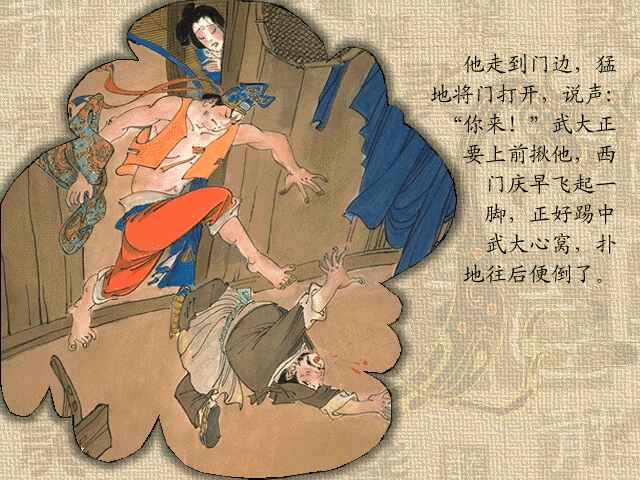 他走到门边，猛
地将门打开，说声：
“你来！”武大正
要上前揪他，西
门庆早飞起一
脚，正好踢中
武大心窝，扑
地往后便倒了。